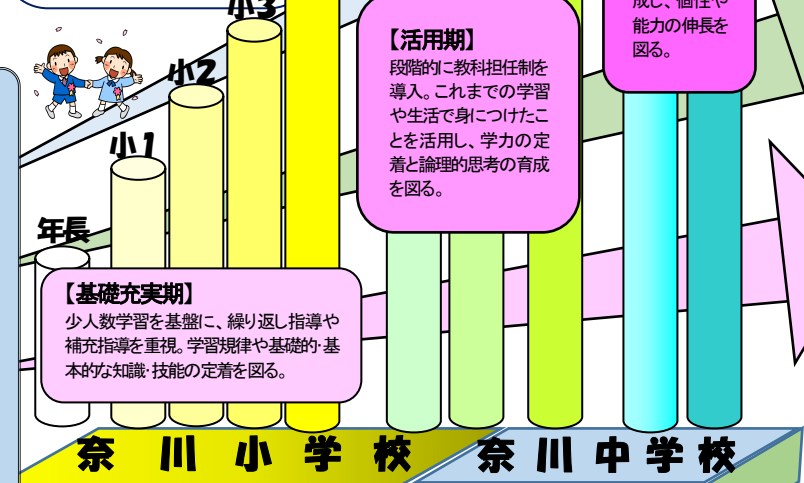 小3
成し、個性や
能力の伸長を
図る。
【活用期】
段階的に教科担任制を
導入。これまでの学習
や生活で身につけたこ
とを活用し、学力の定
着と論理的思考の育成
を図る。
小2
小1
年長
【基礎充実期】
少人数学習を基盤に、繰り返し指導や
補充指導を重視。学習規律や基礎的・基
本的な知識・技能の定着を図る。
奈川小学校
奈川中学校